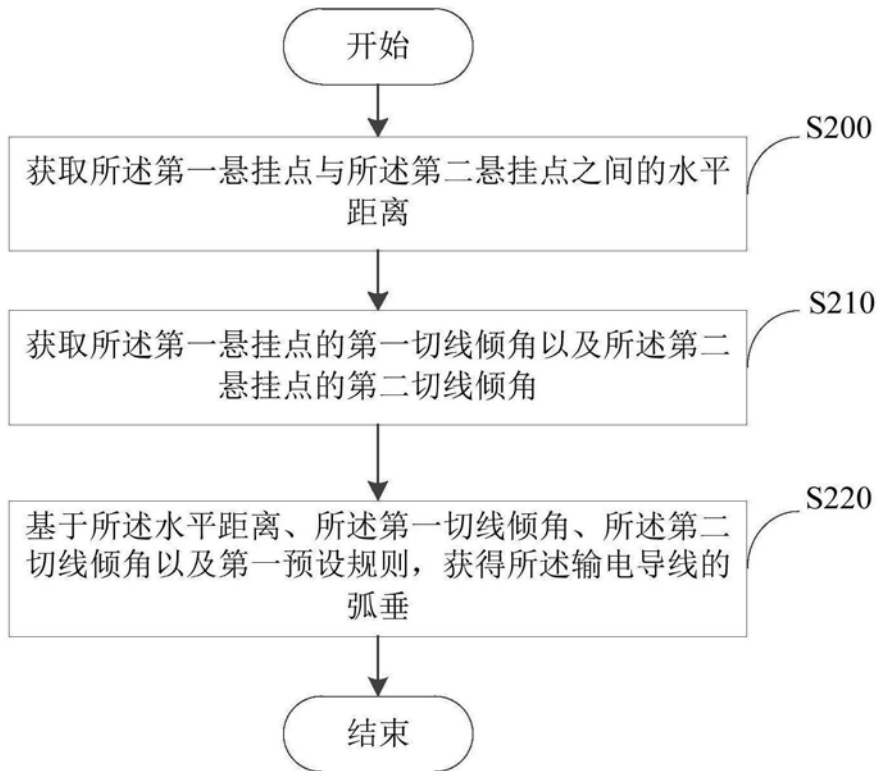 开始
S200
获取所述第一悬挂点与所述第二悬挂点之间的水平
距离
S210
获取所述第一悬挂点的第一切线倾角以及所述第二
悬挂点的第二切线倾角
S220
基于所述水平距离、所述第一切线倾角、所述第二
切线倾角以及第一预设规则，获得所述输电导线的
弧垂
结束